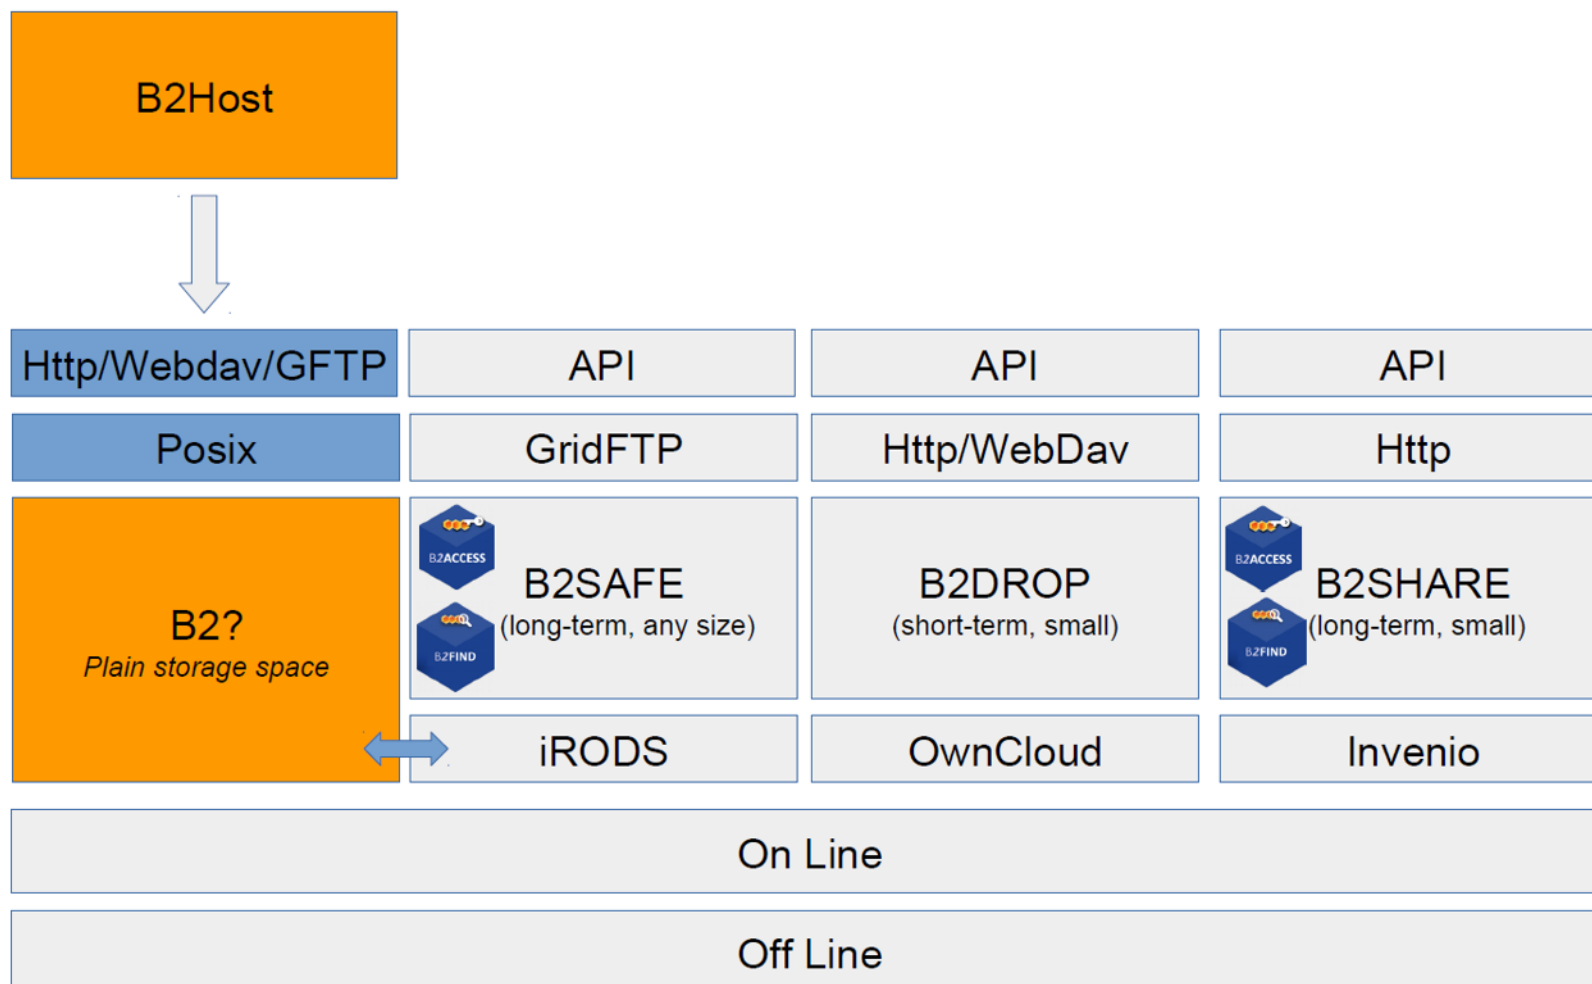 B2Host
Http/Webdav/GFTP
API
API
API
Posix
GridFTP
Http/WebDav
Http
B2?
Plain storage space
B2ACCESS
B2FIND
B2SAFE
(long-term, any size)
B2DROP
(short-term, small)
B2ACCESS
B2FIND
B2SHARE
(long-term, small)
iRODS
OwnCloud
Invenio
On Line
Off Line